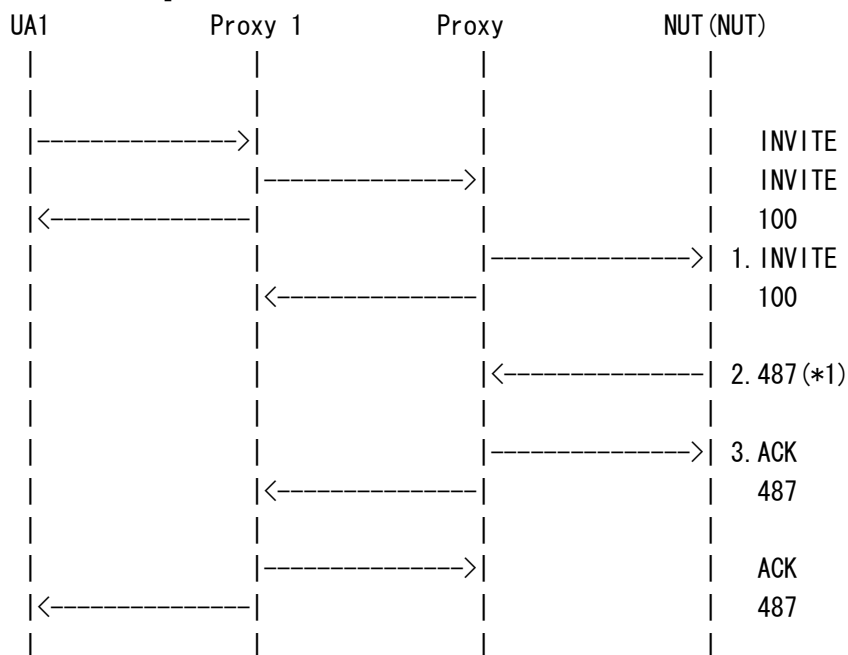 UA1 Proxy 1 Proxy NUT(NUT)
INVITE
INVITE
100
1. INVITE
100
2. 487(*1)
3. ACK
487
ACK
487